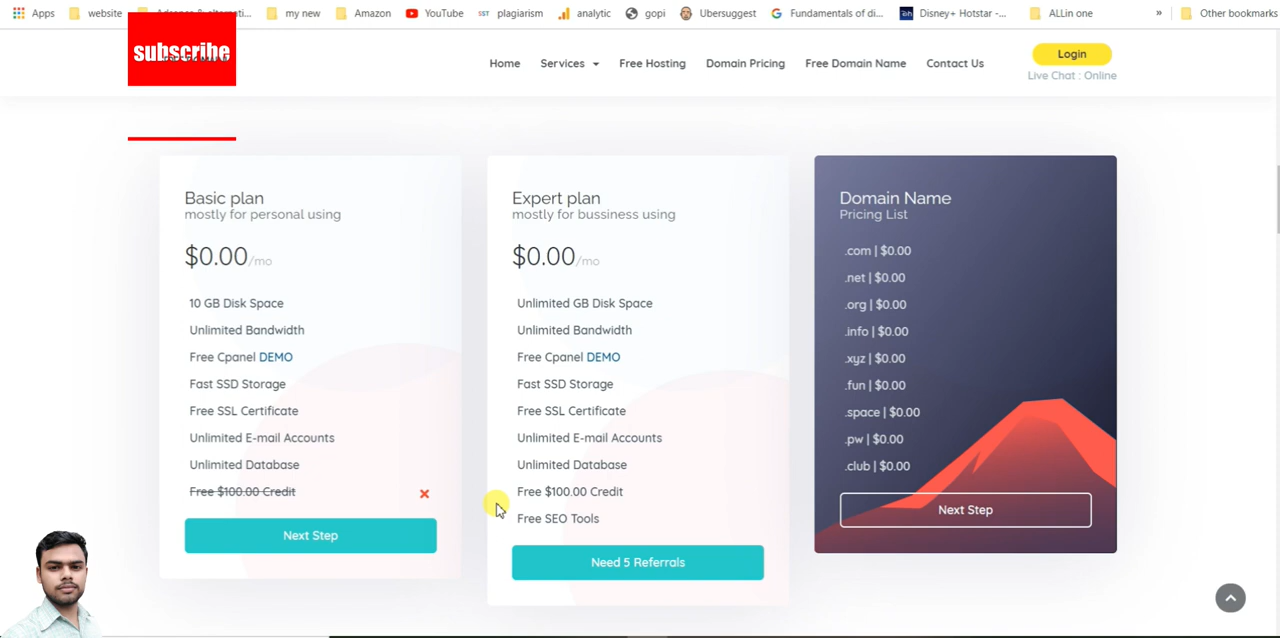 Apps website my new Amazon YouTube SST plagiarism analytic gopi Ubersuggest Fundamentals of di... Disney+ Hotstar -... ALLin one » Other bookmarks
subscribe
Home Services Free Hosting Domain Pricing Free Domain Name Contact Us
Login
Live Chat : Online
Basic plan
mostly for personal using
$0.00/mo
10 GB Disk Space
Unlimited Bandwidth
Free Cpanel DEMO
Fast SSD Storage
Free SSL Certificate
Unlimited E-mail Accounts
Unlimited Database
Free $100.00 Credit
Next Step
Expert plan
mostly for bussiness using
$0.00/mo
Unlimited GB Disk Space
Unlimited Bandwidth
Free Cpanel DEMO
Fast SSD Storage
Free SSL Certificate
Unlimited E-mail Accounts
Unlimited Database
Free $100.00 Credit
Free SEO Tools
Need 5 Referrals
Domain Name
Pricing List
.com | $0.00
.net | $0.00
.org | $0.00
.info | $0.00
.xyz | $0.00
.fun | $0.00
.space | $0.00
.pw | $0.00
.club | $0.00
Next Step